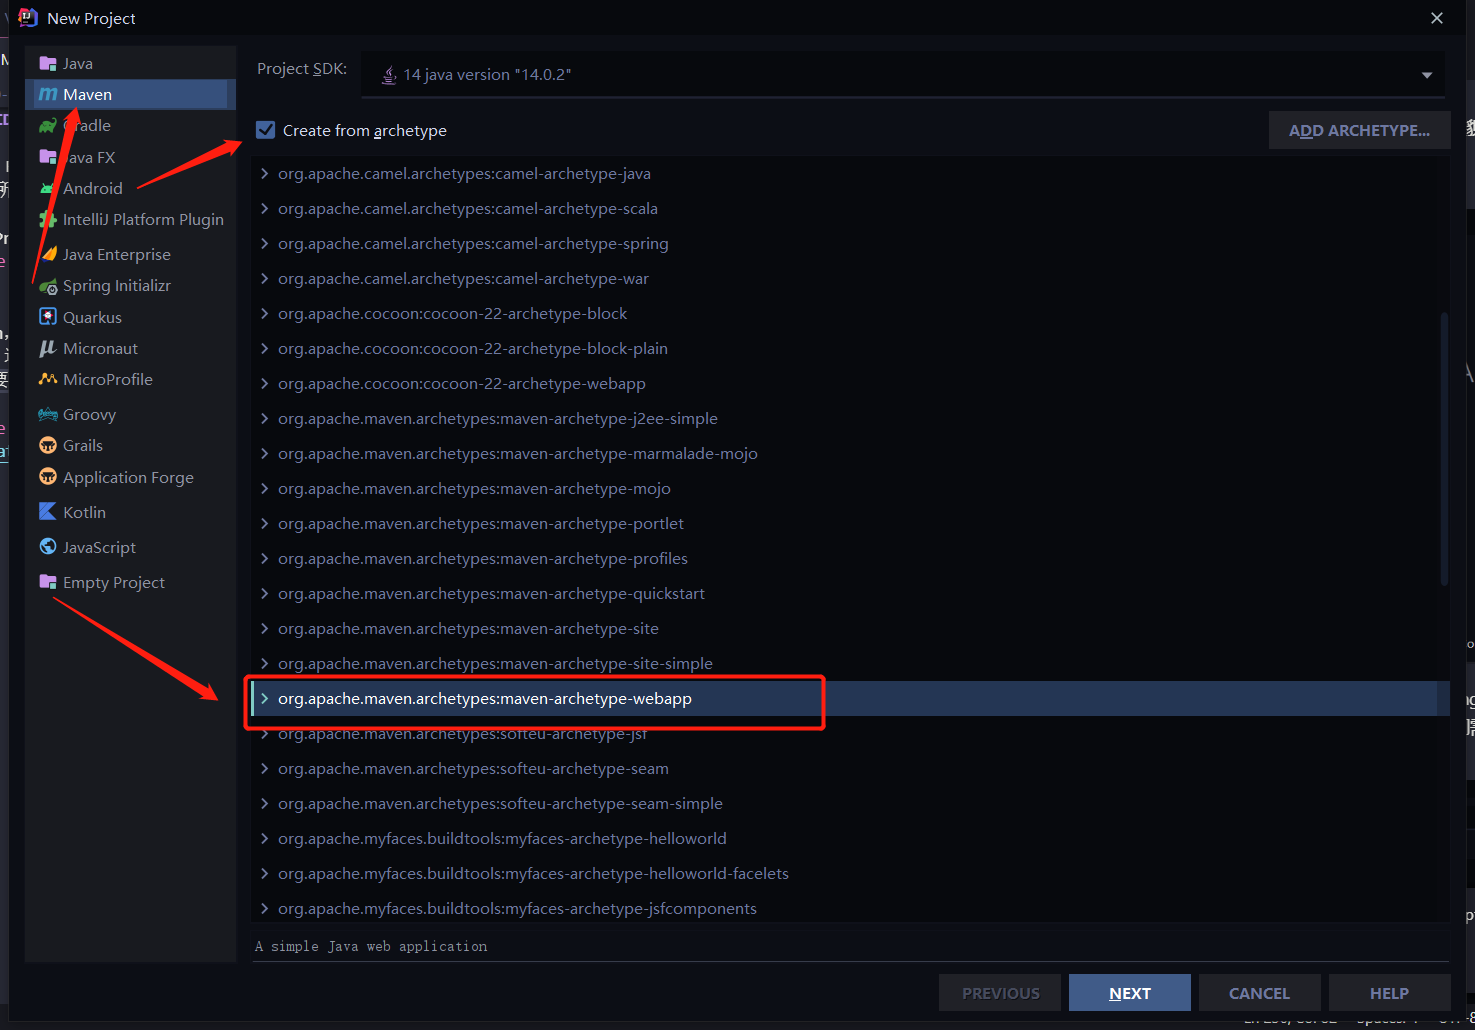 New Project
Java
Maven
Gradle
Java FX
Android
IntelliJ Platform Plugin
Java Enterprise
Spring Initializr
Quarkus
Micronaut
MicroProfile
Groovy
Grails
Application Forge
Kotlin
JavaScript
Empty Project
Project SDK:
14 java version "14.0.2"
Create from archetype
ADD ARCHETYPE...
org.apache.camel.archetypes:camel-archetype-java
org.apache.camel.archetypes:camel-archetype-scala
org.apache.camel.archetypes:camel-archetype-spring
org.apache.camel.archetypes:camel-archetype-war
org.apache.cocoon:cocoon-22-archetype-block
org.apache.cocoon:cocoon-22-archetype-block-plain
org.apache.cocoon:cocoon-22-archetype-webapp
org.apache.maven.archetypes:maven-archetype-j2ee-simple
org.apache.maven.archetypes:maven-archetype-marmalade-mojo
org.apache.maven.archetypes:maven-archetype-mojo
org.apache.maven.archetypes:maven-archetype-portlet
org.apache.maven.archetypes:maven-archetype-profiles
org.apache.maven.archetypes:maven-archetype-quickstart
org.apache.maven.archetypes:maven-archetype-site
org.apache.maven.archetypes:maven-archetype-site-simple
org.apache.maven.archetypes:maven-archetype-webapp
org.apache.maven.archetypes:softeu-archetype-jsf
org.apache.maven.archetypes:softeu-archetype-seam
org.apache.maven.archetypes:softeu-archetype-seam-simple
org.apache.myfaces.buildtools:myfaces-archetype-helloworld
org.apache.myfaces.buildtools:myfaces-archetype-helloworld-facelets
org.apache.myfaces.buildtools:myfaces-archetype-jsfcomponents
A simple Java web application
PREVIOUS
NEXT
CANCEL
HELP